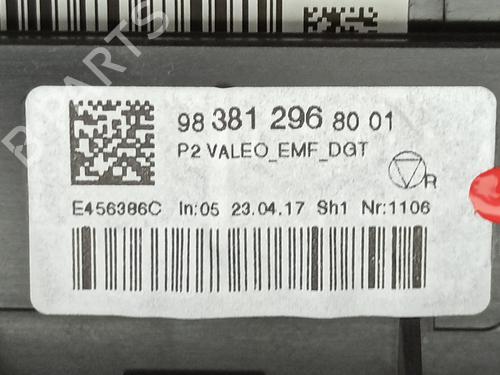 98 381 296 80 01
P2 VALEO_EMF_DGT
R
E456386C In:05 23.04.17 Sh1 Nr:1106